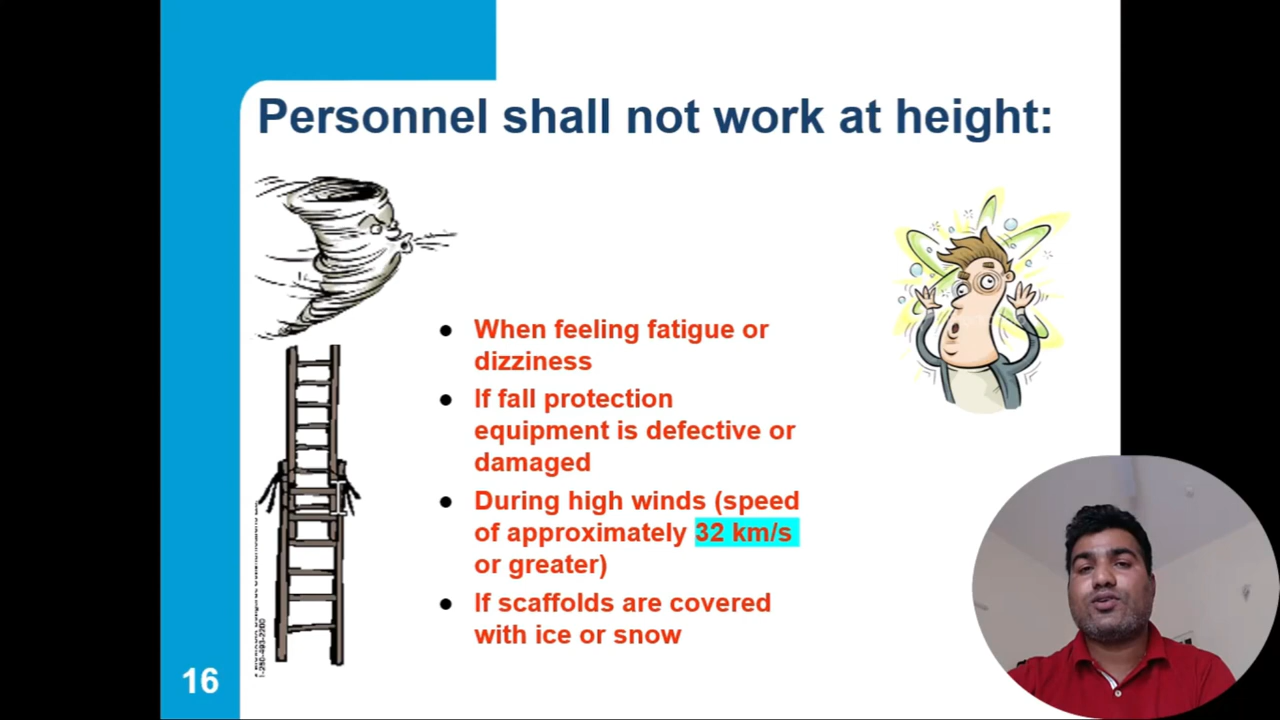 Personnel shall not work at height:
● When feeling fatigue or
dizziness
● If fall protection
equipment is defective or
damaged
● During high winds (speed
of approximately 32 km/s
or greater)
● If scaffolds are covered
with ice or snow
16